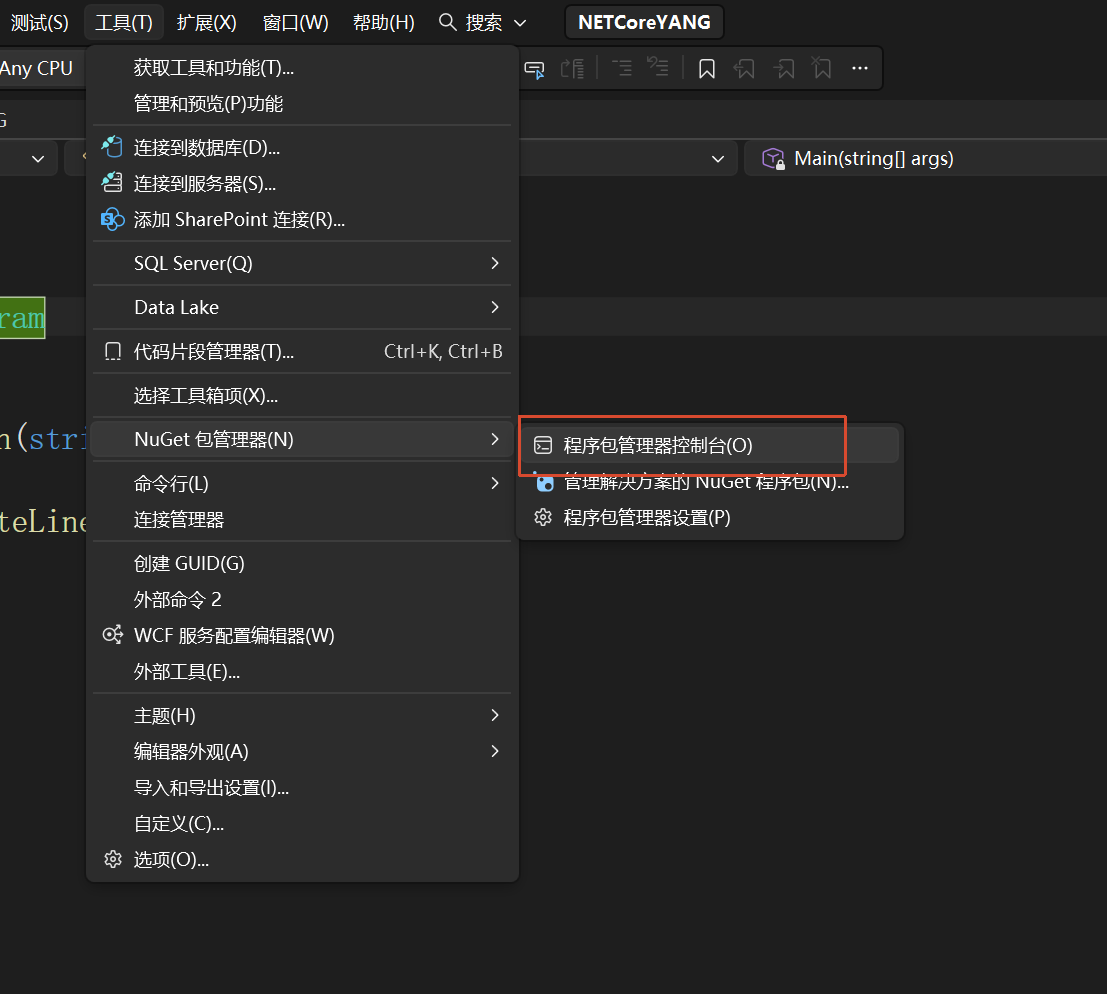 测试(S) 工具(T) 扩展(X) 窗口(W) 帮助(H) 搜索 NETCoreYANG
Any CPU
获取工具和功能(T)...
管理和预览(P)功能
G
连接到数据库(D)...
Main(string[] args)
连接到服务器(S)...
添加 SharePoint 连接(R)...
SQL Server(Q)
Data Lake
ram
代码片段管理器(T)... Ctrl+K, Ctrl+B
选择工具箱项(X)...
n(stri
NuGet 包管理器(N)
程序包管理器控制台(O)
管理解决方案的 NuGet 程序包(N)...
程序包管理器设置(P)
命令行(L)
连接管理器
teLine
创建 GUID(G)
外部命令 2
WCF 服务配置编辑器(W)
外部工具(E)...
主题(H)
编辑器外观(A)
导入和导出设置(I)...
自定义(C)...
选项(O)...